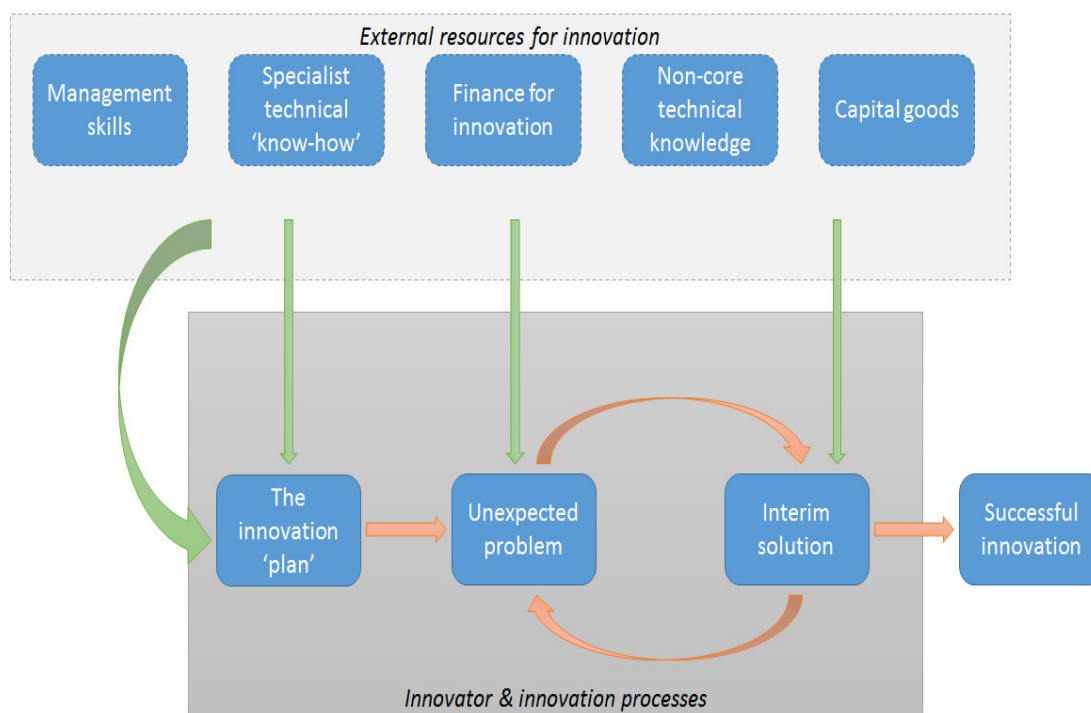 External resources for innovation
Management
skills
Specialist
technical
‘know-how’
Finance for
innovation
Non-core
technical
knowledge
Capital goods
The
innovation
‘plan’
Unexpected
problem
Interim
solution
Successful
innovation
Innovator & innovation processes